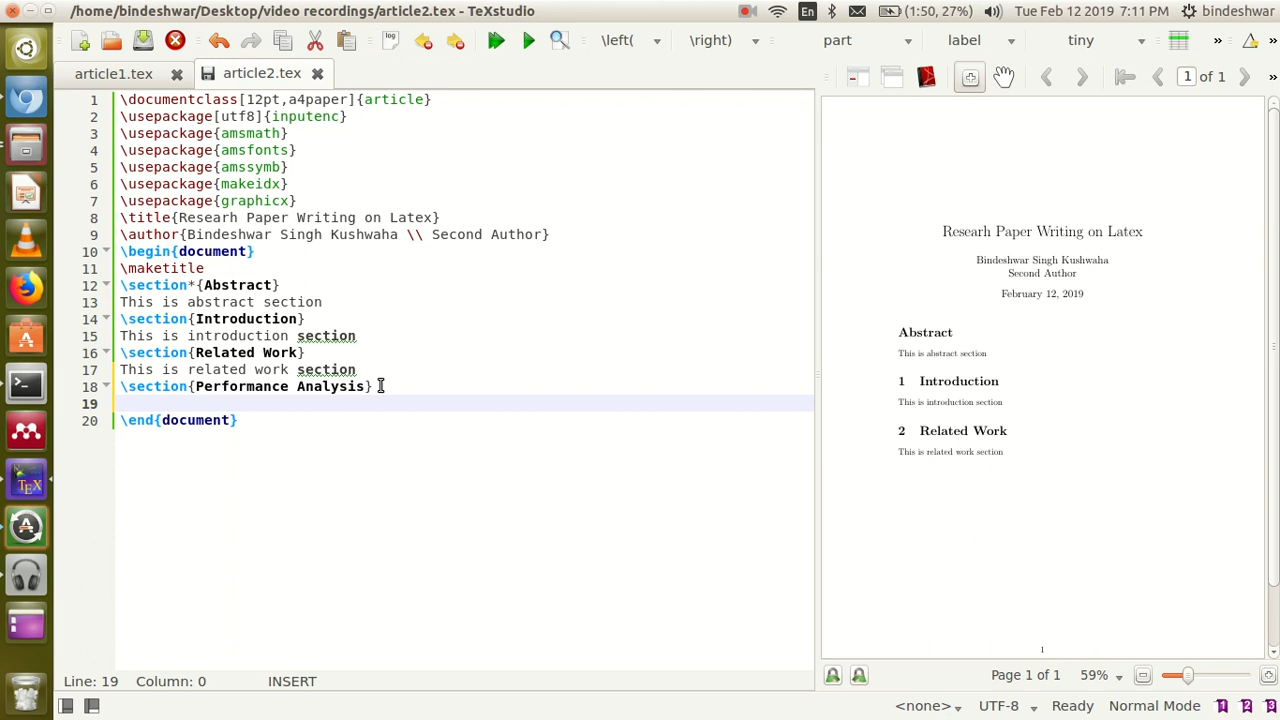 /home/bindeshwar/Desktop/video recordings/article2.tex - TeXstudio
En
(1:50, 27%)
Tue Feb 12 2019 7:11 PM
bindeshwar
log
\left(
\right)
part
label
tiny
»
»
article1.tex
article2.tex
1 of 1
»
1 \documentclass[12pt,a4paper]{article}
2 \usepackage[utf8]{inputenc}
3 \usepackage{amsmath}
4 \usepackage{amsfonts}
5 \usepackage{amssymb}
6 \usepackage{makeidx}
7 \usepackage{graphicx}
8 \title{Researh Paper Writing on Latex}
9 \author{Bindeshwar Singh Kushwaha \\ Second Author}
10 \begin{document}
11 \maketitle
12 \section*{Abstract}
13 This is abstract section
14 \section{Introduction}
15 This is introduction section
16 \section{Related Work}
17 This is related work section
18 \section{Performance Analysis}
19
20 \end{document}
Researh Paper Writing on Latex
Bindeshwar Singh Kushwaha
Second Author
February 12, 2019
Abstract
This is abstract section
1 Introduction
This is introduction section
2 Related Work
This is related work section
1
TEX
Line: 19 Column: 0 INSERT
Page 1 of 1 59%
<none> UTF-8 Ready Normal Mode 1 2 3